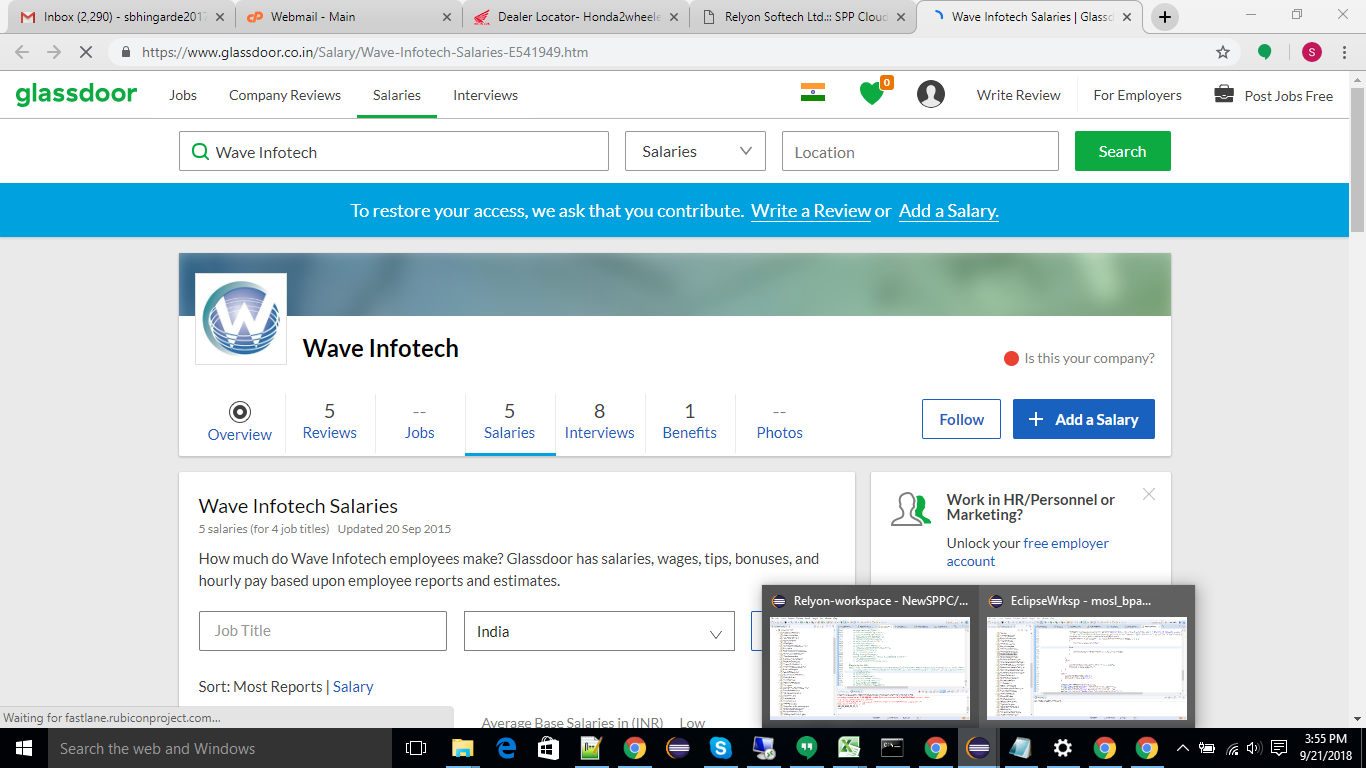 Inbox (2,290) - sbhingarde2017
Webmail - Main
Dealer Locator- Honda2wheele
Relyon Softech Ltd.:: SPP Cloud
Wave Infotech Salaries | Glassd
https://www.glassdoor.co.in/Salary/Wave-Infotech-Salaries-E541949.htm
S
glassdoor
Jobs
Company Reviews
Salaries
Interviews
0
Write Review
For Employers
Post Jobs Free
Wave Infotech
Salaries
Location
Search
To restore your access, we ask that you contribute. Write a Review or Add a Salary.
W
Wave Infotech
Is this your company?
Overview
5
Reviews
--
Jobs
5
Salaries
8
Interviews
1
Benefits
--
Photos
Follow
+ Add a Salary
Wave Infotech Salaries
5 salaries (for 4 job titles) Updated 20 Sep 2015
How much do Wave Infotech employees make? Glassdoor has salaries, wages, tips, bonuses, and
hourly pay based upon employee reports and estimates.
Job Title
India
Sort: Most Reports | Salary
Average Base Salaries in (INR)
Low
Work in HR/Personnel or
Marketing?
Unlock your free employer
account
Relyon-workspace - NewSPPC/...
EclipseWrksp - mosl_bpa...
Waiting for fastlane.rubiconproject.com...
Search the web and Windows
3:55 PM
9/21/2018